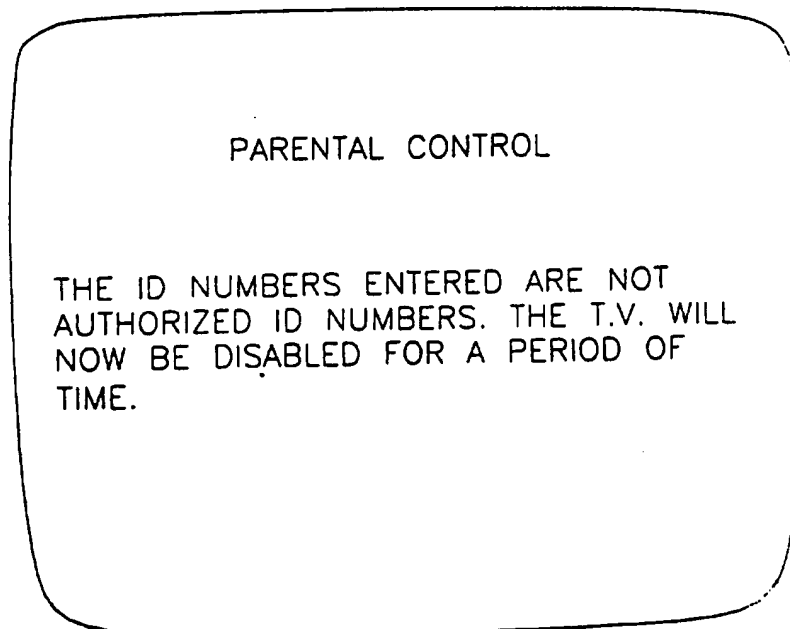 PARENTAL CONTROL
THE ID NUMBERS ENTERED ARE NOT
AUTHORIZED ID NUMBERS. THE T.V. WILL
NOW BE DISABLED FOR A PERIOD OF
TIME.